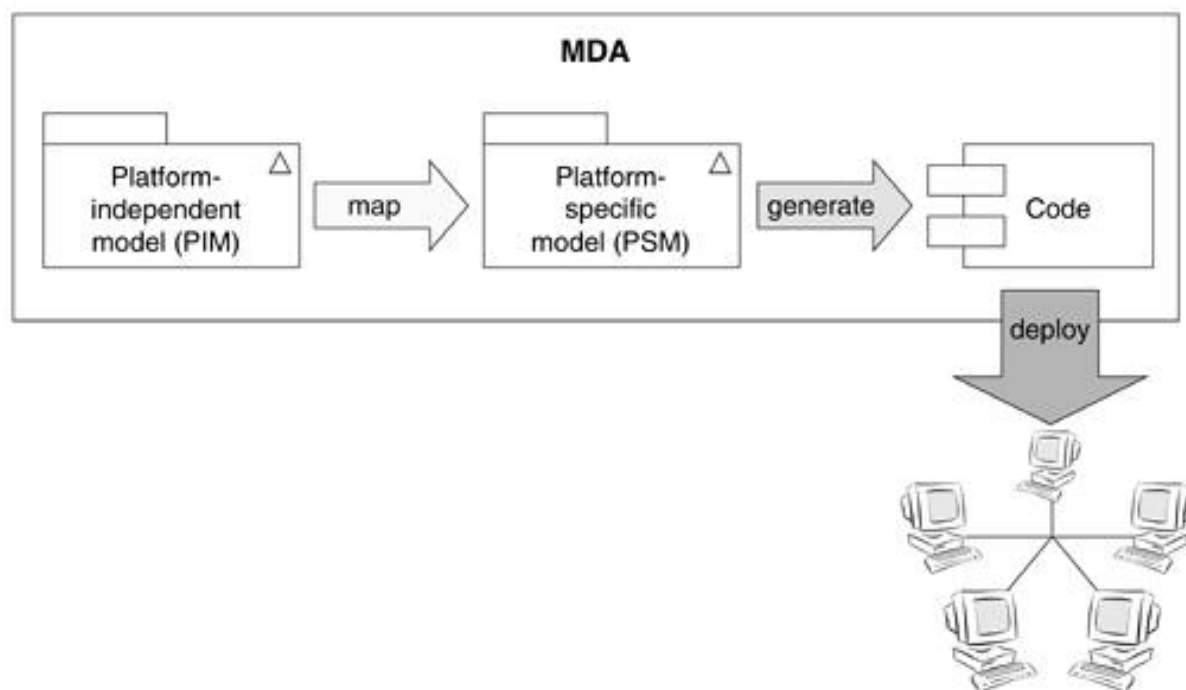 MDA
Platform-
independent
model (PIM)
map
Platform-
specific
model (PSM)
generate
Code
deploy